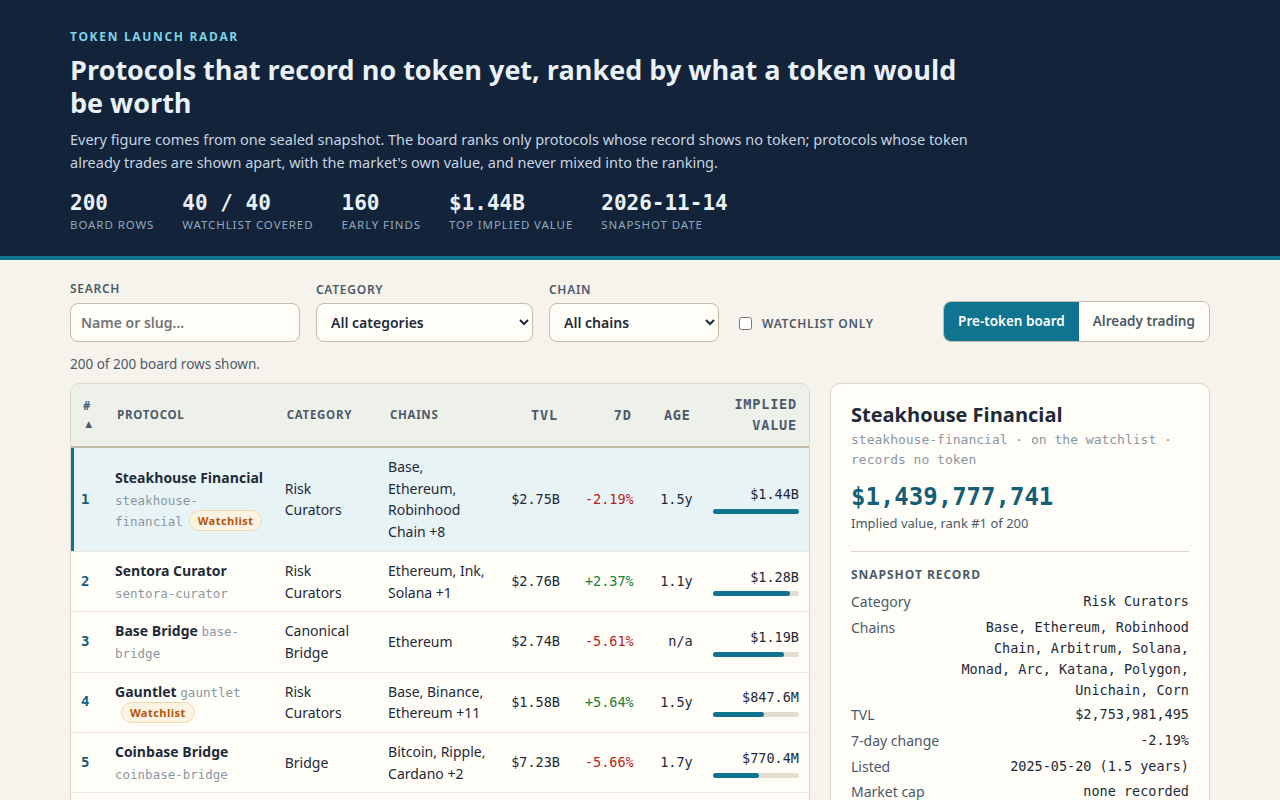 TOKEN LAUNCH RADAR
Protocols that record no token yet, ranked by what a token would
be worth
Every figure comes from one sealed snapshot. The board ranks only protocols whose record shows no token; protocols whose token
already trades are shown apart, with the market's own value, and never mixed into the ranking.
200
BOARD ROWS
40 / 40
WATCHLIST COVERED
160
EARLY FINDS
$1.44B
TOP IMPLIED VALUE
2026-11-14
SNAPSHOT DATE
SEARCH
Name or slug...
CATEGORY
All categories
CHAIN
All chains
WATCHLIST ONLY
Pre-token board
Already trading
200 of 200 board rows shown.
# ▲
PROTOCOL
CATEGORY
CHAINS
TVL
7D
AGE
IMPLIED
VALUE
1
Steakhouse Financial
steakhouse-
financial Watchlist
Risk
Curators
Base,
Ethereum,
Robinhood
Chain +8
$2.75B
-2.19%
1.5y
$1.44B
2
Sentora Curator
sentora-curator
Risk
Curators
Ethereum, Ink,
Solana +1
$2.76B
+2.37%
1.1y
$1.28B
3
Base Bridge base-
bridge
Canonical
Bridge
Ethereum
$2.74B
-5.61%
n/a
$1.19B
4
Gauntlet gauntlet
Watchlist
Risk
Curators
Base, Binance,
Ethereum +11
$1.58B
+5.64%
1.5y
$847.6M
5
Coinbase Bridge
coinbase-bridge
Bridge
Bitcoin, Ripple,
Cardano +2
$7.23B
-5.66%
1.7y
$770.4M
Steakhouse Financial
steakhouse-financial · on the watchlist ·
records no token
$1,439,777,741
Implied value, rank #1 of 200
SNAPSHOT RECORD
Category
Risk Curators
Chains
Base, Ethereum, Robinhood
Chain, Arbitrum, Solana,
Monad, Arc, Katana, Polygon,
Unichain, Corn
TVL
$2,753,981,495
7-day change
-2.19%
Listed
2025-05-20 (1.5 years)
Market cap
none recorded